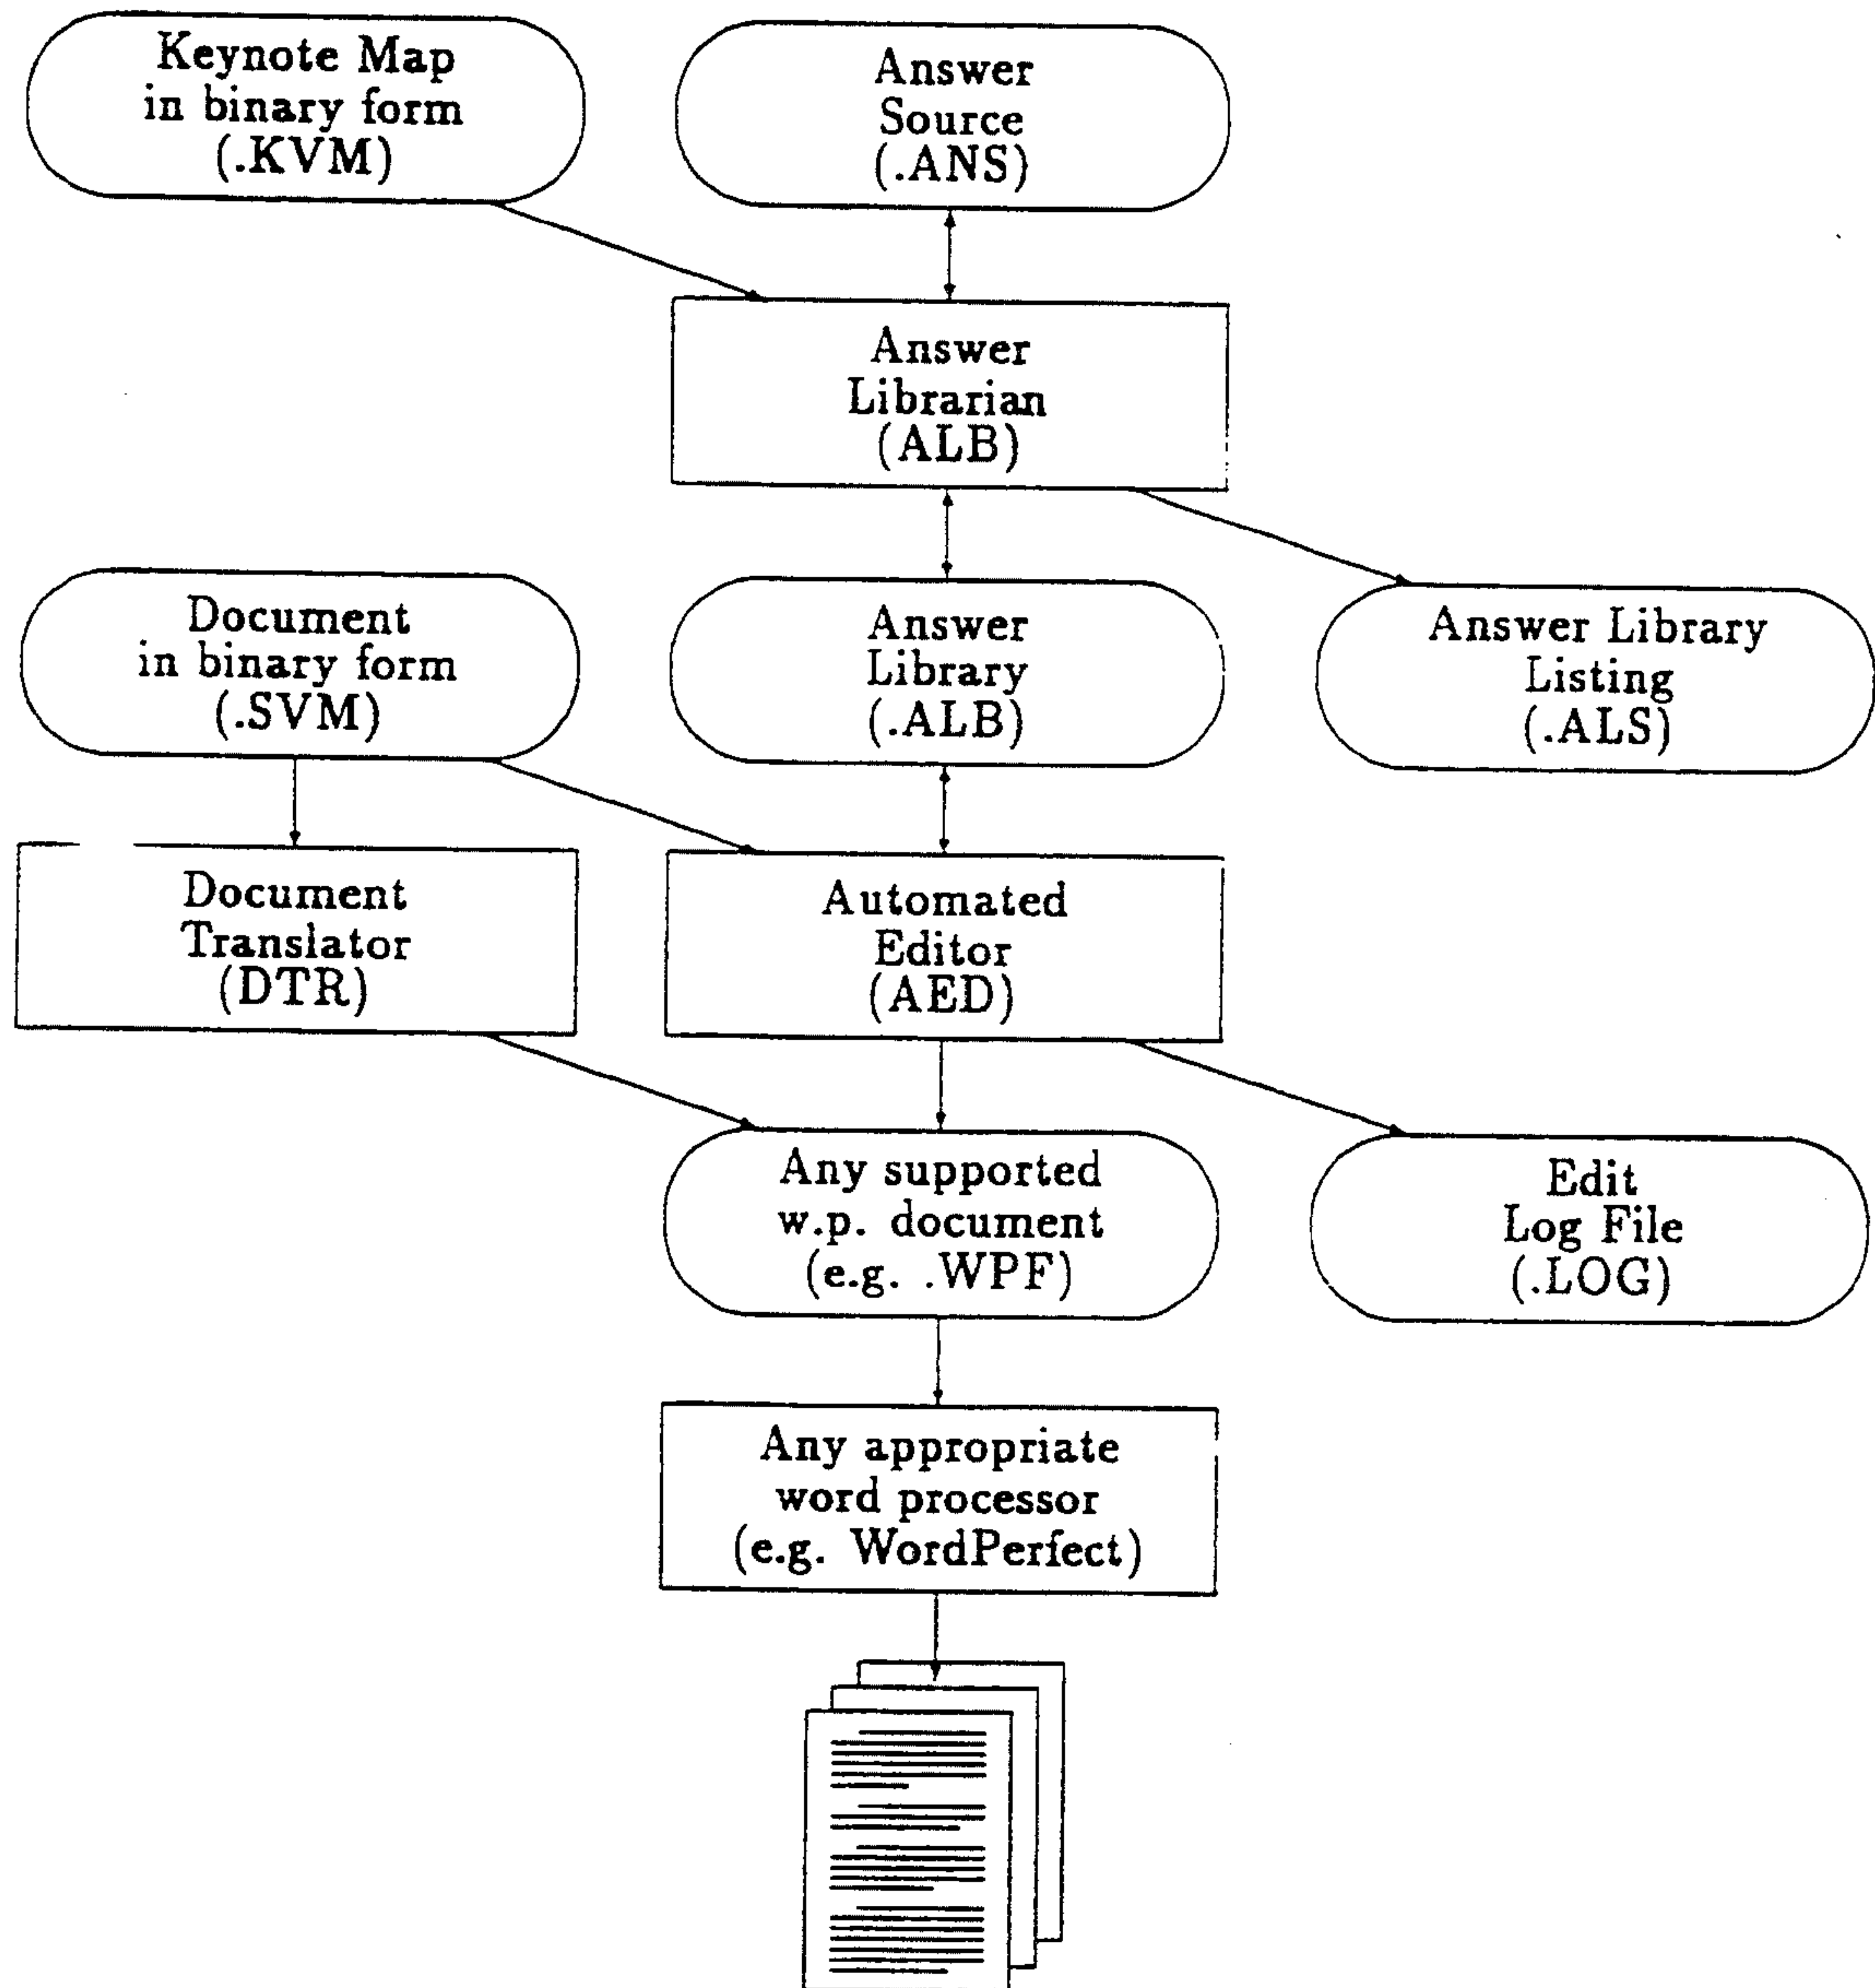 Keynote Map
in binary form
(.KVM)
Answer
Source
(.ANS)
Answer
Librarian
(ALB)
Document
in binary form
(.SVM)
Answer
Library
(.ALB)
Answer Library
Listing
(.ALS)
Document
Translator
(DTR)
Automated
Editor
(AED)
Any supported
w.p. document
(e.g. .WPF)
Edit
Log File
(.LOG)
Any appropriate
word processor
(e.g. WordPerfect)